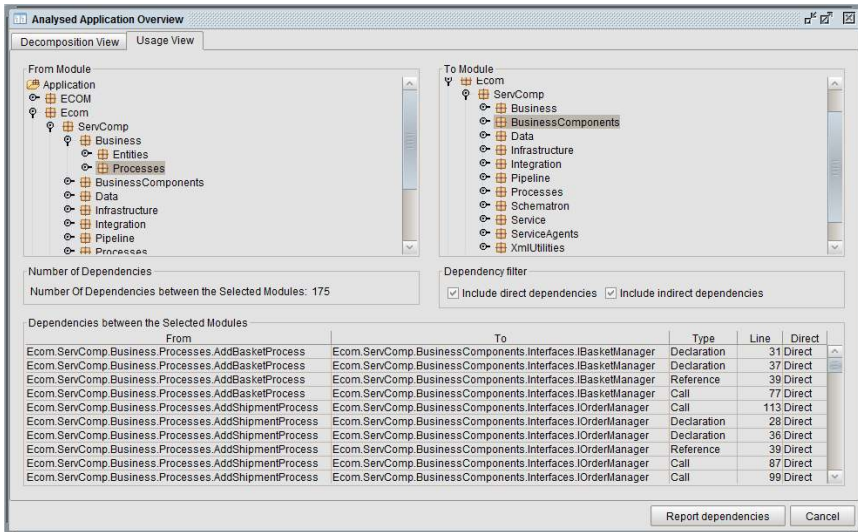 Analysed Application Overview
Decomposition View
Usage View
From Module
Application
ECOM
Ecom
ServComp
Business
Entities
Processes
BusinessComponents
Data
Infrastructure
Integration
Pipeline
Processes
To Module
Ecom
ServComp
Business
BusinessComponents
Data
Infrastructure
Integration
Pipeline
Processes
Schematron
Service
ServiceAgents
XmlUtilities
Number of Dependencies
Number Of Dependencies between the Selected Modules: 175
Dependency filter
Include direct dependencies
Include indirect dependencies
Dependencies between the Selected Modules
From To Type Line Direct
Ecom.ServComp.Business.Processes.AddBasketProcess Ecom.ServComp.BusinessComponents.Interfaces.IBasketManager Declaration 31 Direct
Ecom.ServComp.Business.Processes.AddBasketProcess Ecom.ServComp.BusinessComponents.Interfaces.IBasketManager Declaration 37 Direct
Ecom.ServComp.Business.Processes.AddBasketProcess Ecom.ServComp.BusinessComponents.Interfaces.IBasketManager Reference 39 Direct
Ecom.ServComp.Business.Processes.AddBasketProcess Ecom.ServComp.BusinessComponents.Interfaces.IBasketManager Call 77 Direct
Ecom.ServComp.Business.Processes.AddShipmentProcess Ecom.ServComp.BusinessComponents.Interfaces.IOrderManager Call 113 Direct
Ecom.ServComp.Business.Processes.AddShipmentProcess Ecom.ServComp.BusinessComponents.Interfaces.IOrderManager Declaration 28 Direct
Ecom.ServComp.Business.Processes.AddShipmentProcess Ecom.ServComp.BusinessComponents.Interfaces.IOrderManager Declaration 36 Direct
Ecom.ServComp.Business.Processes.AddShipmentProcess Ecom.ServComp.BusinessComponents.Interfaces.IOrderManager Reference 39 Direct
Ecom.ServComp.Business.Processes.AddShipmentProcess Ecom.ServComp.BusinessComponents.Interfaces.IOrderManager Call 87 Direct
Ecom.ServComp.Business.Processes.AddShipmentProcess Ecom.ServComp.BusinessComponents.Interfaces.IOrderManager Call 99 Direct
Report dependencies
Cancel